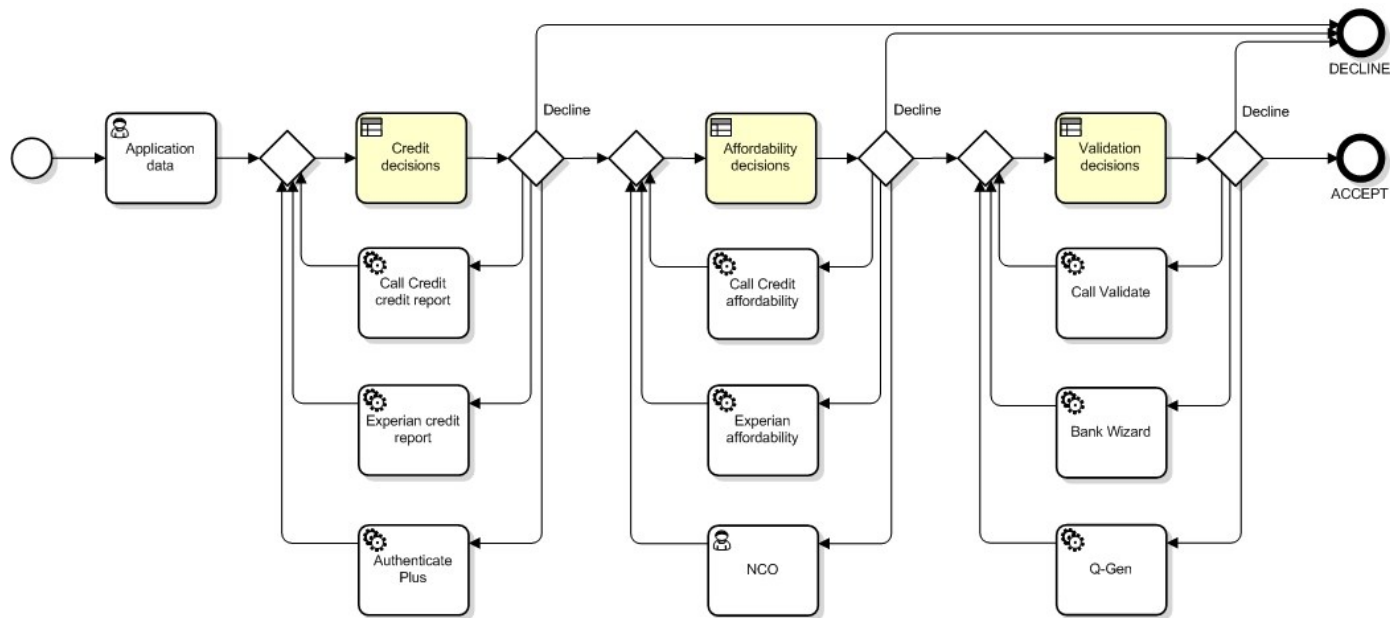 DECLINE
Decline
Decline
Decline
Application
data
Credit
decisions
Affordability
decisions
Validation
decisions
ACCEPT
Call Credit
credit report
Call Credit
affordability
Call Validate
Experian credit
report
Experian
affordability
Bank Wizard
Authenticate
Plus
NCO
Q-Gen